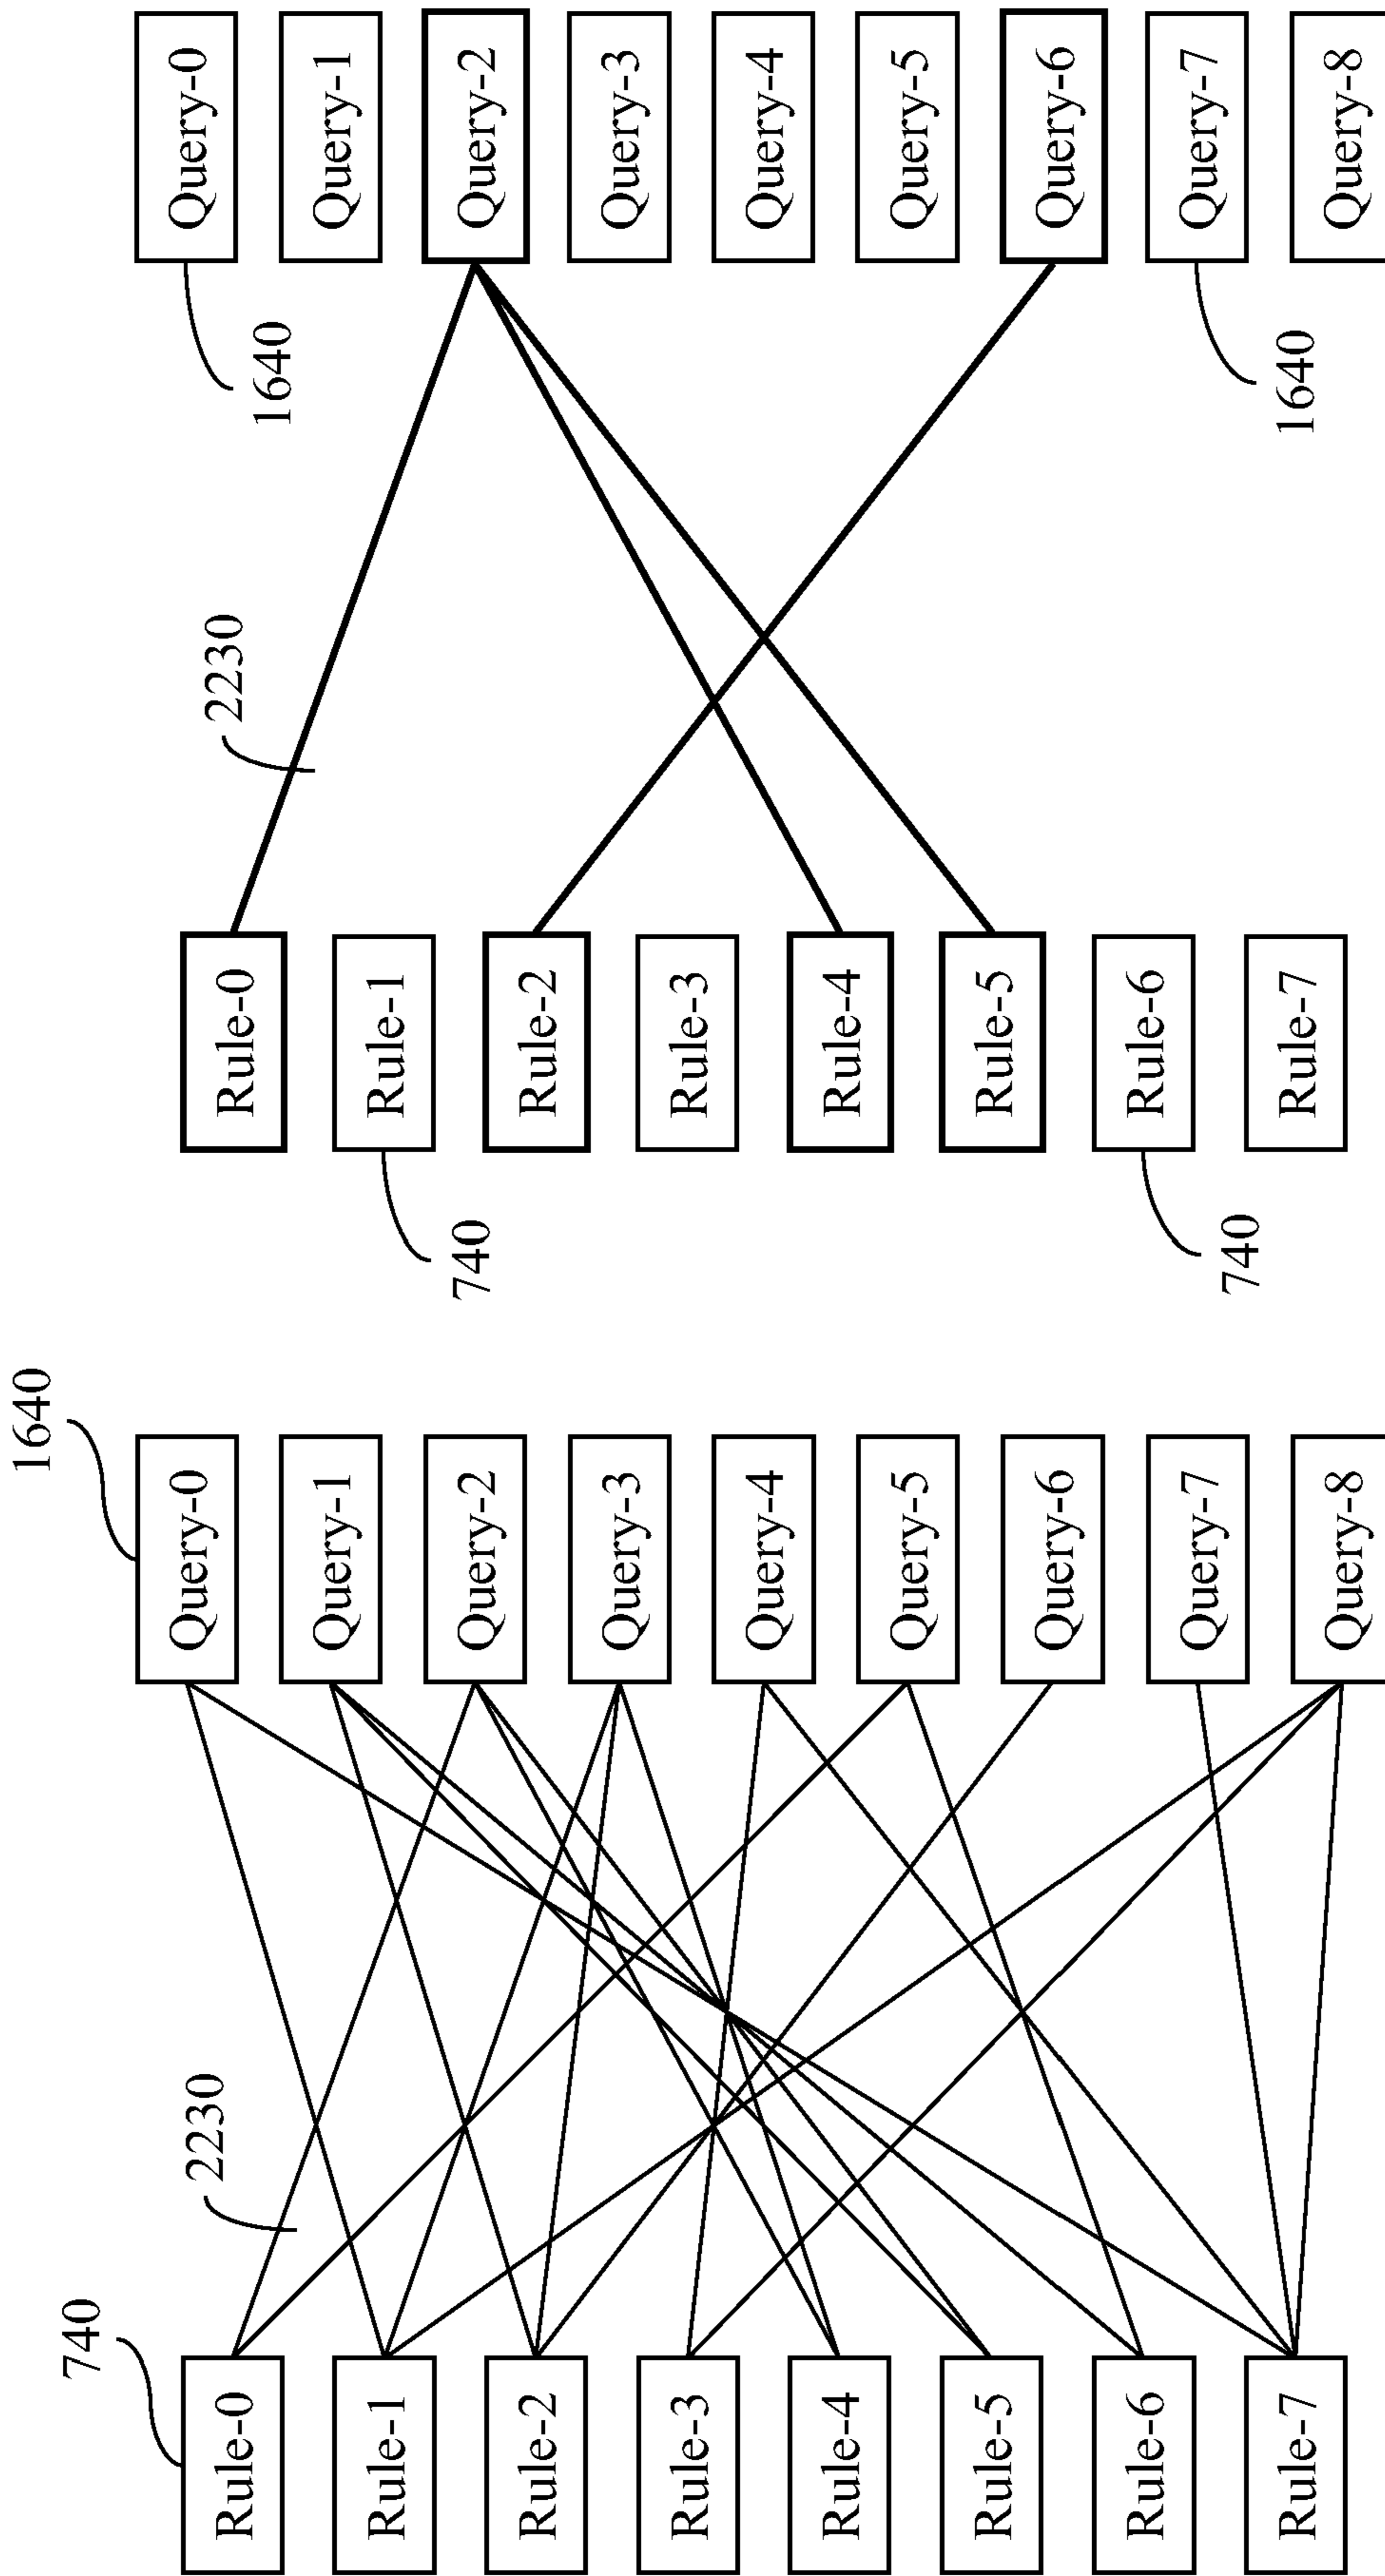 740
2230
1640
Rule-0
Rule-1
Rule-2
Rule-3
Rule-4
Rule-5
Rule-6
Rule-7
Query-0
Query-1
Query-2
Query-3
Query-4
Query-5
Query-6
Query-7
Query-8
740
740
2230
1640
1640
Rule-0
Rule-1
Rule-2
Rule-3
Rule-4
Rule-5
Rule-6
Rule-7
Query-0
Query-1
Query-2
Query-3
Query-4
Query-5
Query-6
Query-7
Query-8